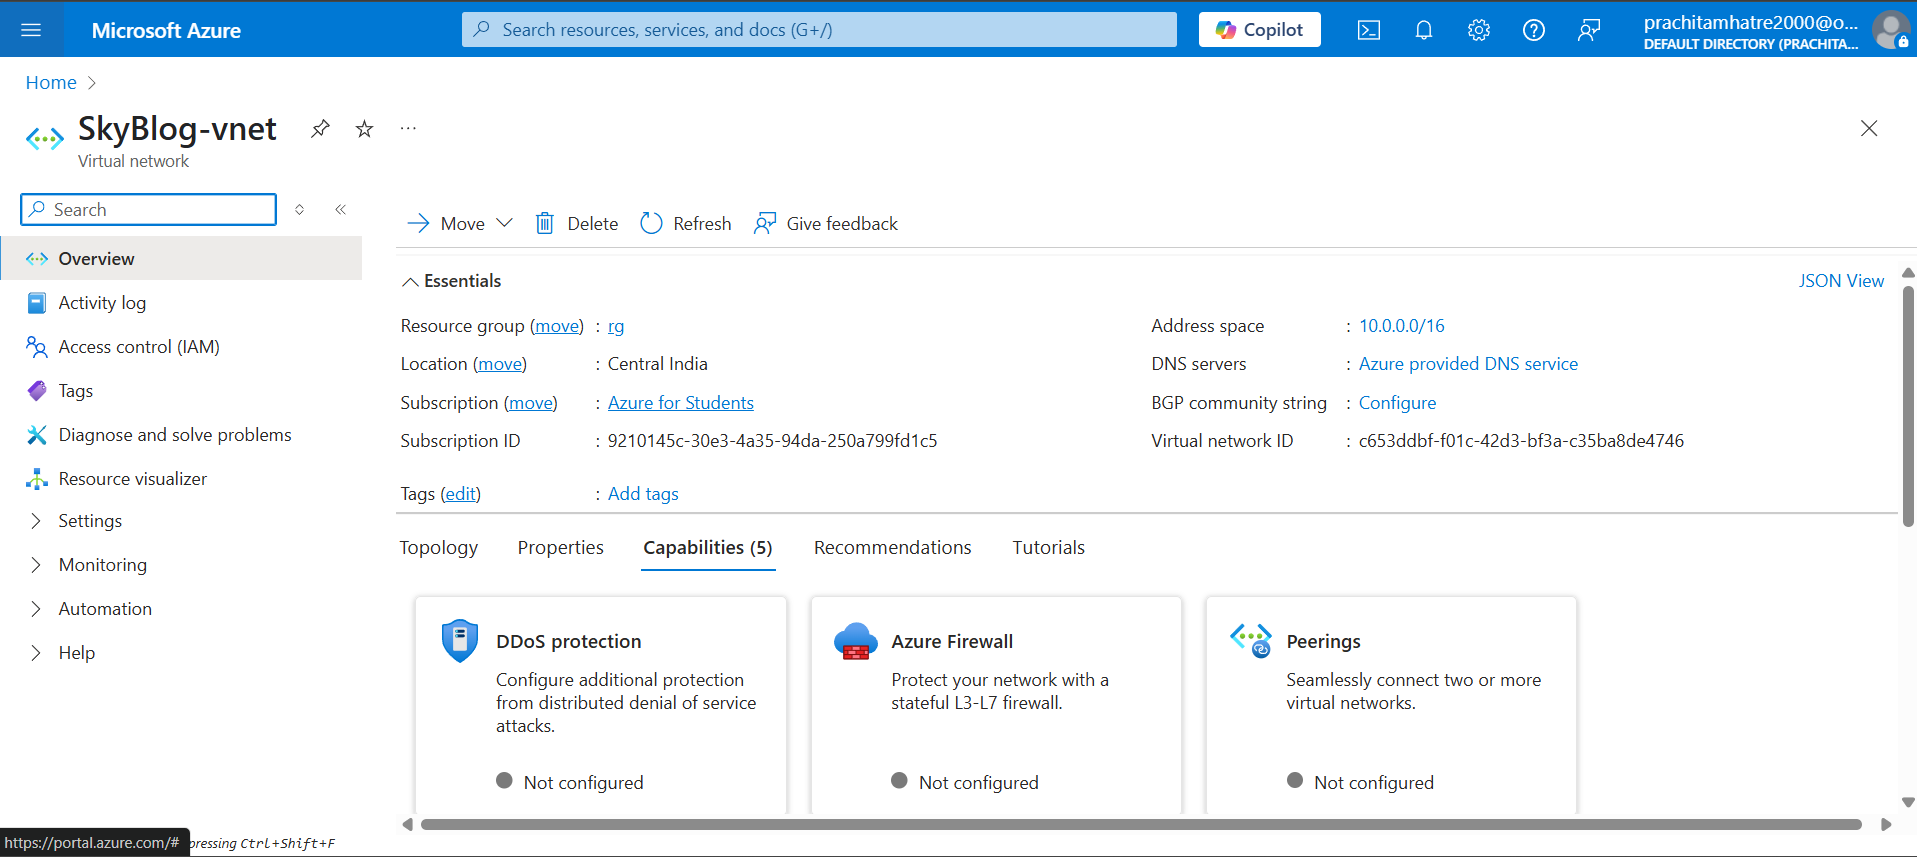 Microsoft Azure
Search resources, services, and docs (G+/)
Copilot
prachitamhatre2000@o...
DEFAULT DIRECTORY (PRACHITA...
Home
SkyBlog-vnet
Virtual network
Search
Overview
Activity log
Access control (IAM)
Tags
Diagnose and solve problems
Resource visualizer
Settings
Monitoring
Automation
Help
Move
Delete
Refresh
Give feedback
Essentials
JSON View
Resource group (move) : rg
Location (move) : Central India
Subscription (move) : Azure for Students
Subscription ID : 9210145c-30e3-4a35-94da-250a799fd1c5
Address space : 10.0.0.0/16
DNS servers : Azure provided DNS service
BGP community string : Configure
Virtual network ID : c653ddbf-f01c-42d3-bf3a-c35ba8de4746
Tags (edit) : Add tags
Topology Properties Capabilities (5) Recommendations Tutorials
DDoS protection
Configure additional protection
from distributed denial of service
attacks.
Not configured
Azure Firewall
Protect your network with a
stateful L3-L7 firewall.
Not configured
Peerings
Seamlessly connect two or more
virtual networks.
Not configured
https://portal.azure.com/# pressing Ctrl+Shift+F